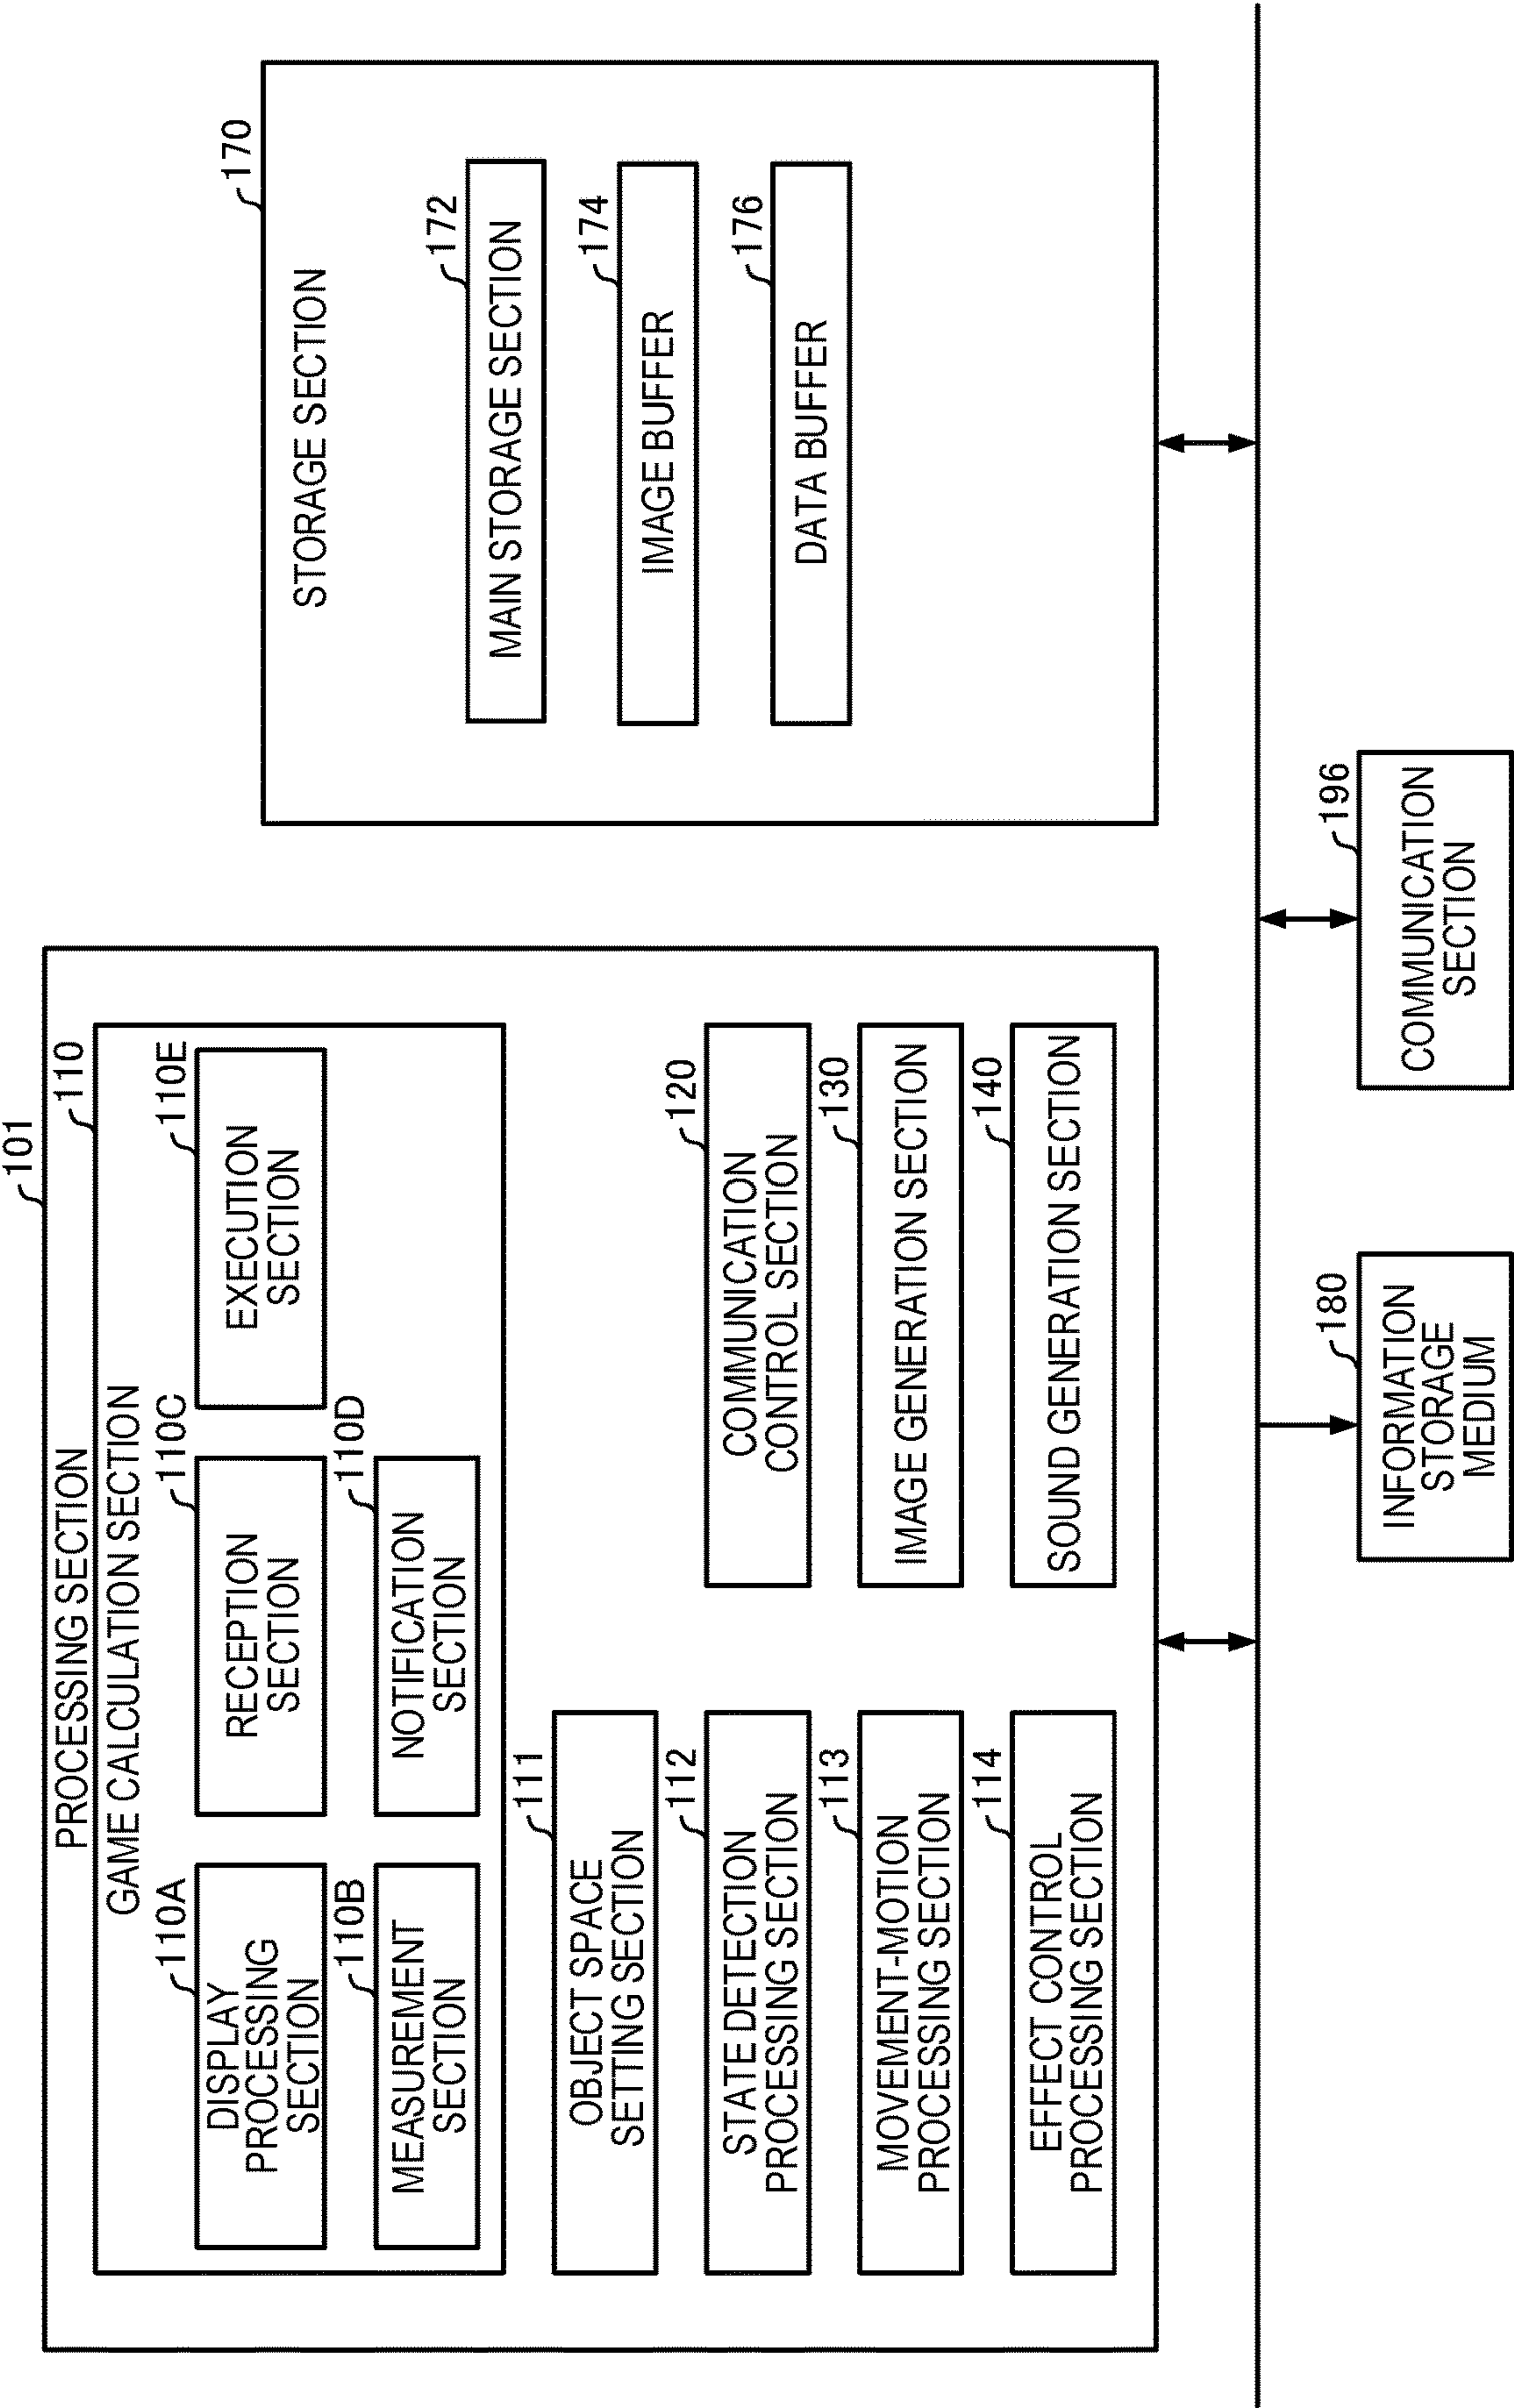 101
PROCESSING SECTION
110
GAME CALCULATION SECTION
110A
DISPLAY
PROCESSING
SECTION
110C
RECEPTION
SECTION
110E
EXECUTION
SECTION
110B
MEASUREMENT
SECTION
110D
NOTIFICATION
SECTION
111
OBJECT SPACE
SETTING SECTION
112
STATE DETECTION
PROCESSING SECTION
113
MOVEMENT-MOTION
PROCESSING SECTION
114
EFFECT CONTROL
PROCESSING SECTION
120
COMMUNICATION
CONTROL SECTION
130
IMAGE GENERATION SECTION
140
SOUND GENERATION SECTION
170
STORAGE SECTION
172
MAIN STORAGE SECTION
174
IMAGE BUFFER
176
DATA BUFFER
180
INFORMATION
STORAGE
MEDIUM
196
COMMUNICATION
SECTION